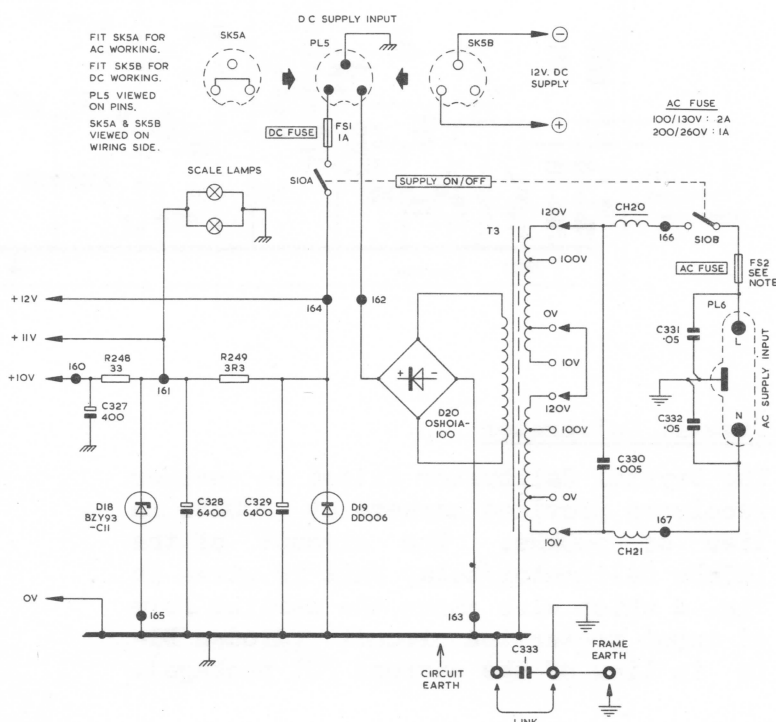 FIT SK5A FOR
AC WORKING.
FIT SK5B FOR
DC WORKING.
PL5 VIEWED
ON PINS,
SK5A & SK5B
VIEWED ON
WIRING SIDE.
SK5A
DC SUPPLY INPUT
PL5
SK5B
−
12V. DC
SUPPLY
+
AC FUSE
100/130V : 2A
200/260V : 1A
DC FUSE
FS1
1A
SCALE LAMPS
S10A
SUPPLY ON/OFF
T3
120V
100V
0V
10V
120V
100V
0V
10V
CH20
166
S10B
AC FUSE
FS2
SEE
NOTE
PL6
L
N
AC SUPPLY INPUT
C331
·05
C332
·05
C330
·005
167
CH21
+12V
164
162
+11V
+10V
160
R248
33
161
R249
3R3
C327
400
+ −
D20
OSH01A-
100
D18
BZY93
-C11
C328
6400
C329
6400
D19
DD006
0V
165
163
CIRCUIT
EARTH
C333
1
FRAME
EARTH
LINK